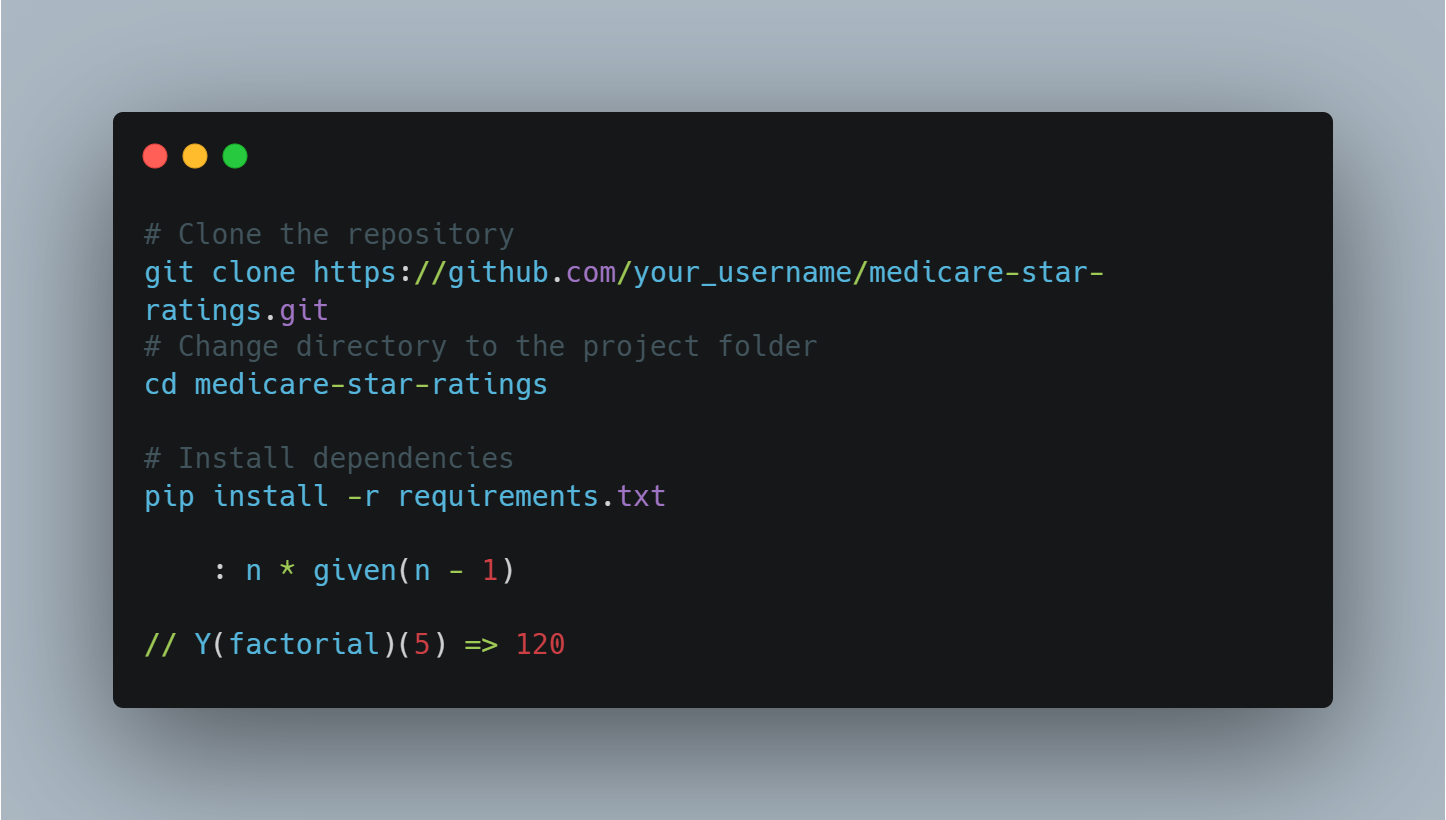 # Clone the repository
git clone https://github.com/your_username/medicare-star-
ratings.git
# Change directory to the project folder
cd medicare-star-ratings
# Install dependencies
pip install -r requirements.txt
: n * given(n - 1)
// Y(factorial)(5) => 120